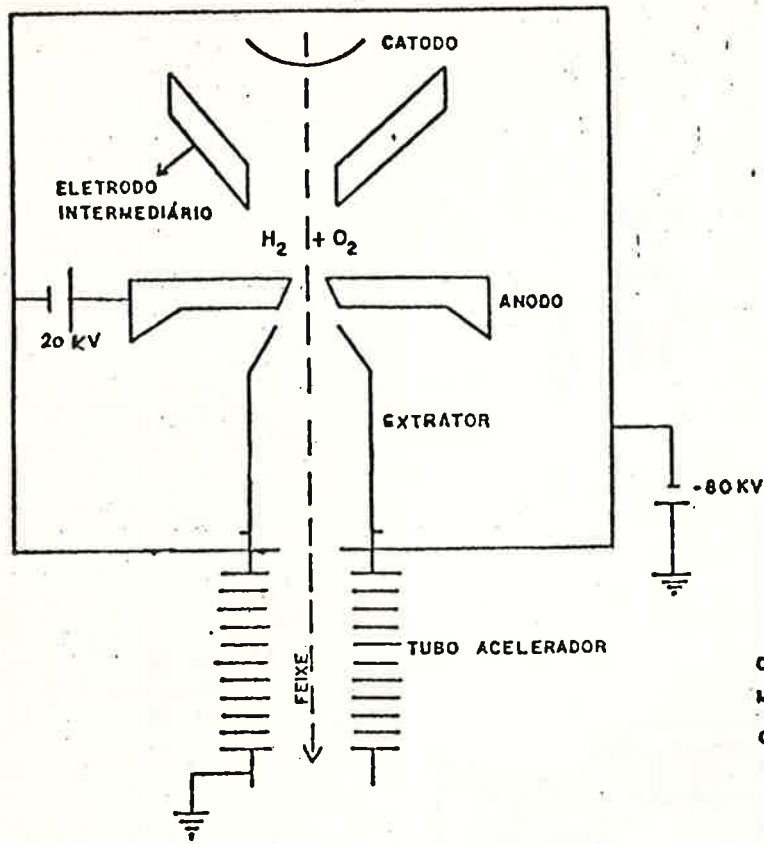 CATODO
ELETRODO
INTERMEDIÁRIO
H2 + O2
ANODO
20 KV
EXTRATOR
-80 KV
TUBO ACELERADOR
FEIXE